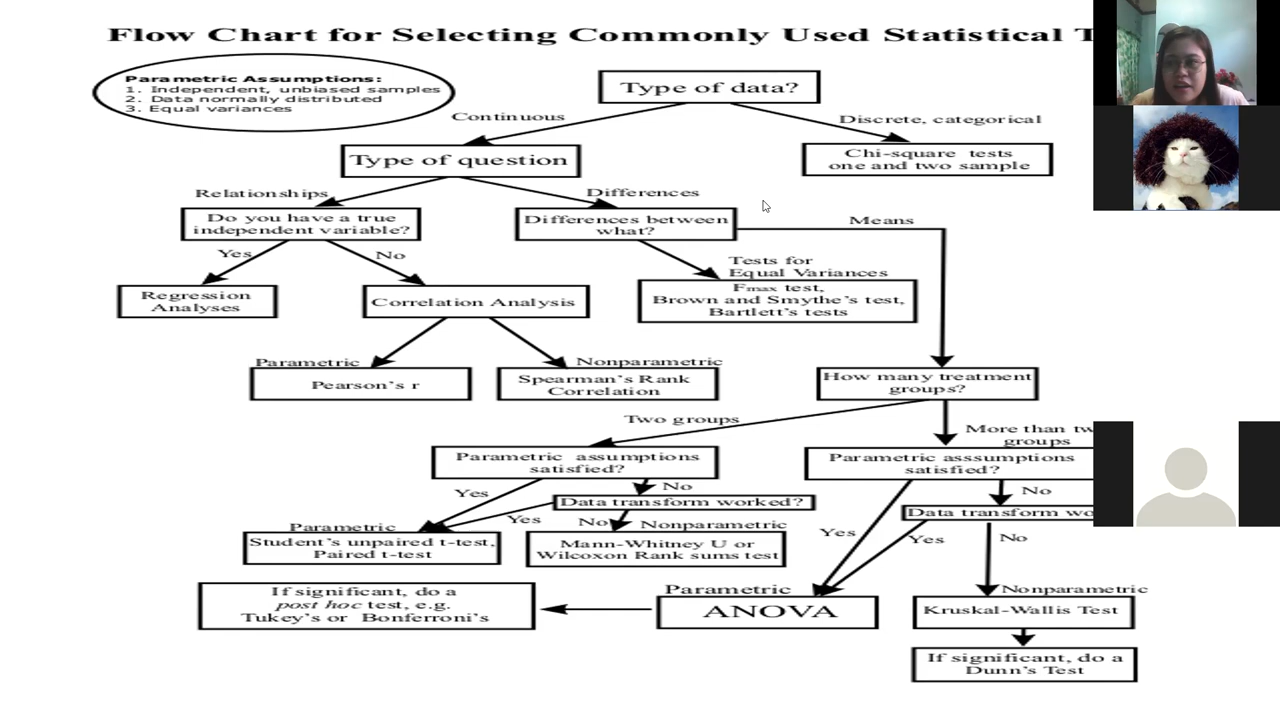 Flow Chart for Selecting Commonly Used Statistical T
Parametric Assumptions:
1. Independent, unbiased samples
2. Data normally distributed
3. Equal variances
Type of data?
Continuous
Discrete, categorical
Type of question
Chi-square tests
one and two sample
Relationships
Differences
Do you have a true
independent variable?
Differences between
what?
Means
Yes
No
Tests for
Equal Variances
Regression
Analyses
Correlation Analysis
Fmax test,
Brown and Smythe's test,
Bartlett's tests
Parametric
Nonparametric
Pearson's r
Spearman's Rank
Correlation
How many treatment
groups?
Two groups
More than tw
groups
Parametric assumptions
satisfied?
Parametric asssumptions
satisfied?
Yes
No
No
Data transform worked?
Data transform wo
Yes
No
Nonparametric
Parametric
Student's unpaired t-test,
Paired t-test
Mann-Whitney U or
Wilcoxon Rank sums test
Yes
Yes
No
If significant, do a
post hoc test, e.g.
Tukey's or Bonferroni's
Parametric
ANOVA
Nonparametric
Kruskal-Wallis Test
If significant, do a
Dunn's Test